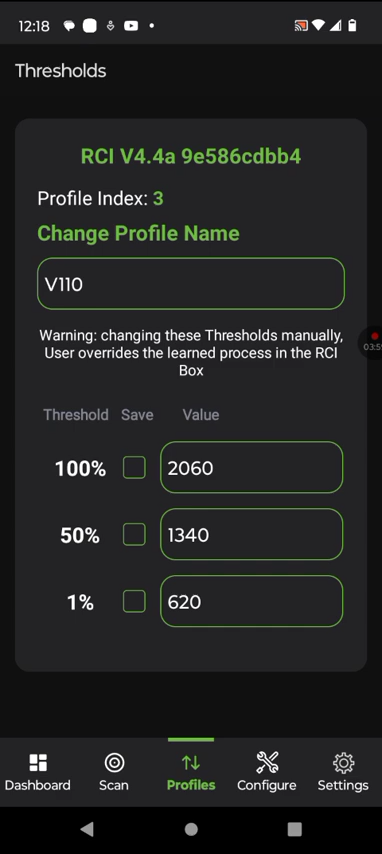 12:18
Thresholds
RCI V4.4a 9e586cdbb4
Profile Index: 3
Change Profile Name
V110
Warning: changing these Thresholds manually,
User overrides the learned process in the RCI
Box
Threshold Save Value
100% 2060
50% 1340
1% 620
Dashboard Scan Profiles Configure Settings